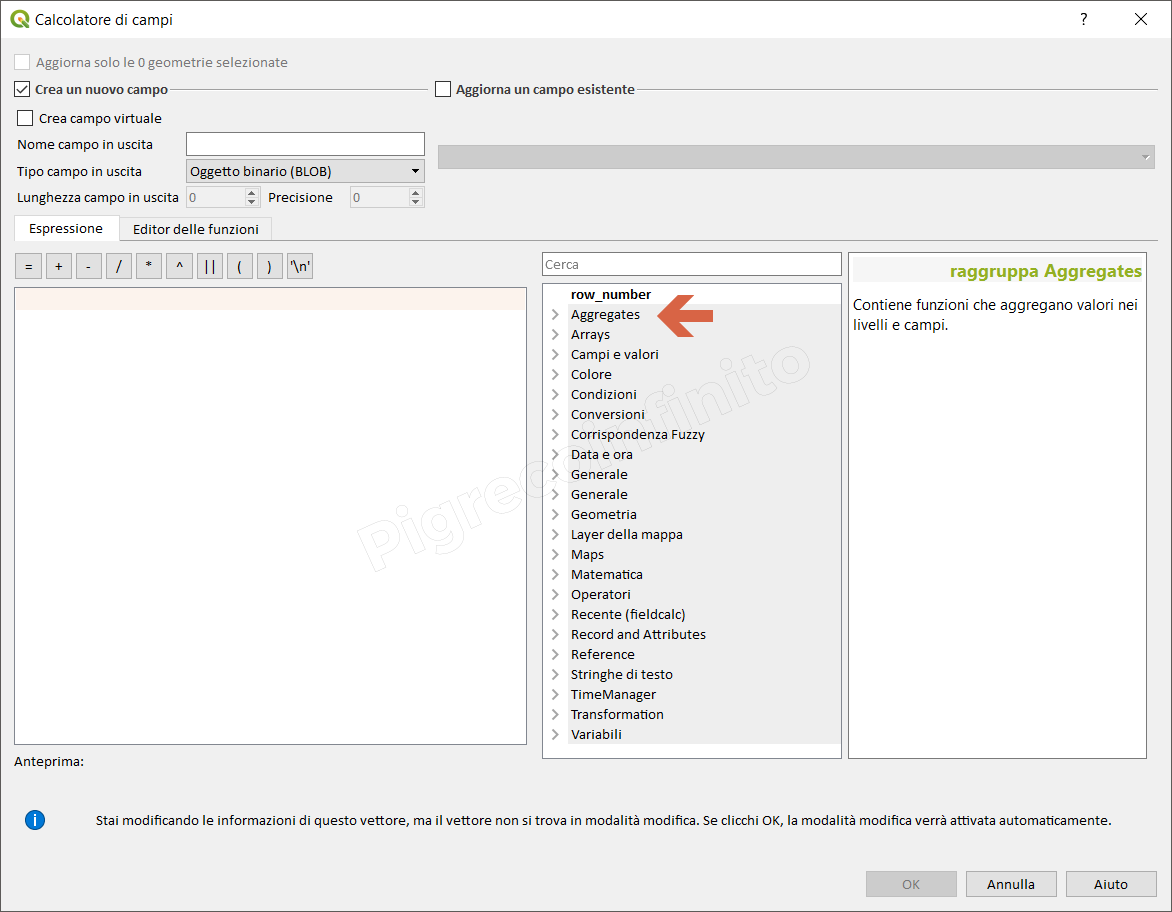 Calcolatore di campi
?
Aggiorna solo le 0 geometrie selezionate
Crea un nuovo campo
Aggiorna un campo esistente
Crea campo virtuale
Nome campo in uscita
Tipo campo in uscita
Oggetto binario (BLOB)
Lunghezza campo in uscita
0
Precisione
0
Espressione
Editor delle funzioni
= + - / * ^ || ( ) '\n'
Cerca
row_number
Aggregates
Arrays
Campi e valori
Colore
Condizioni
Conversioni
Corrispondenza Fuzzy
Data e ora
Generale
Generale
Geometria
Layer della mappa
Maps
Matematica
Operatori
Recente (fieldcalc)
Record and Attributes
Reference
Stringhe di testo
TimeManager
Transformation
Variabili
raggruppa Aggregates
Contiene funzioni che aggregano valori nei
livelli e campi.
Pigrecoinfinito
Anteprima:
Stai modificando le informazioni di questo vettore, ma il vettore non si trova in modalità modifica. Se clicchi OK, la modalità modifica verrà attivata automaticamente.
OK
Annulla
Aiuto